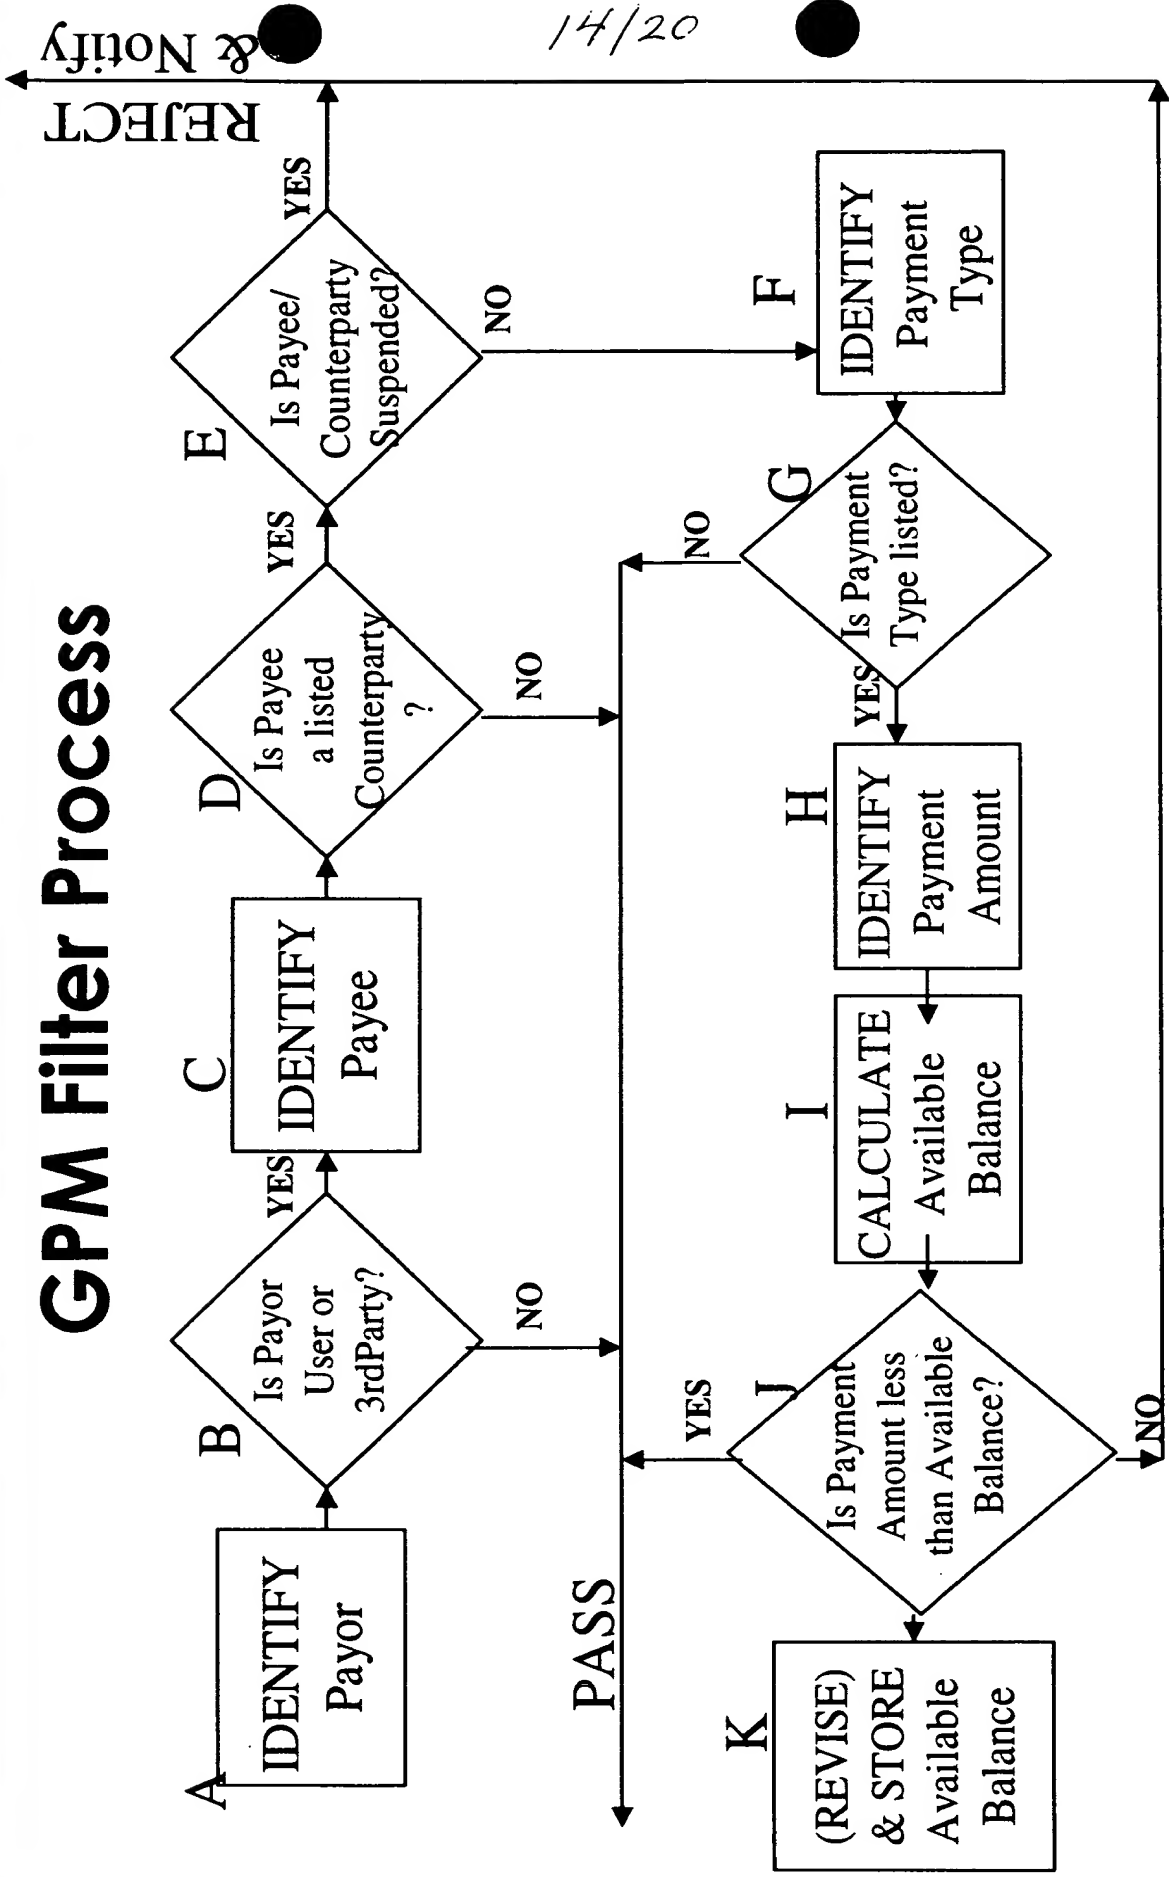 14/20
GPM Filter Process
A
IDENTIFY
Payor
B
Is Payor
User or
3rdParty?
YES
NO
C
IDENTIFY
Payee
D
Is Payee
a listed
Counterparty
?
YES
NO
E
Is Payee/
Counterparty
Suspended?
YES
NO
REJECT
& Notify
F
IDENTIFY
Payment
Type
G
Is Payment
Type listed?
NO
YES
H
IDENTIFY
Payment
Amount
I
CALCULATE
Available
Balance
J
Is Payment
Amount less
than Available
Balance?
YES
NO
PASS
K
(REVISE)
& STORE
Available
Balance